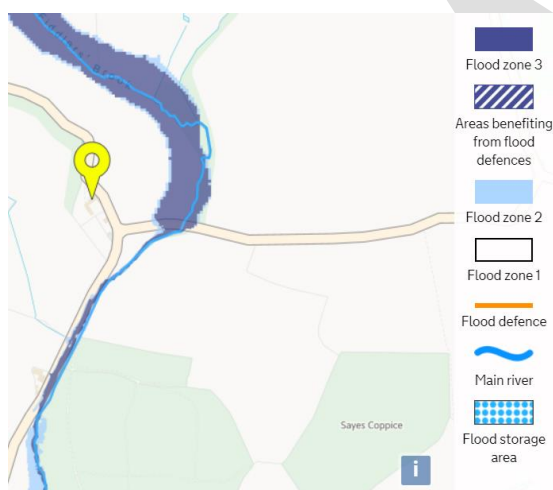 Flood zone 3
Areas benefiting
from flood
defences
Flood zone 2
Flood zone 1
Flood defence
Main river
Flood storage
area
Sayes Coppice
i